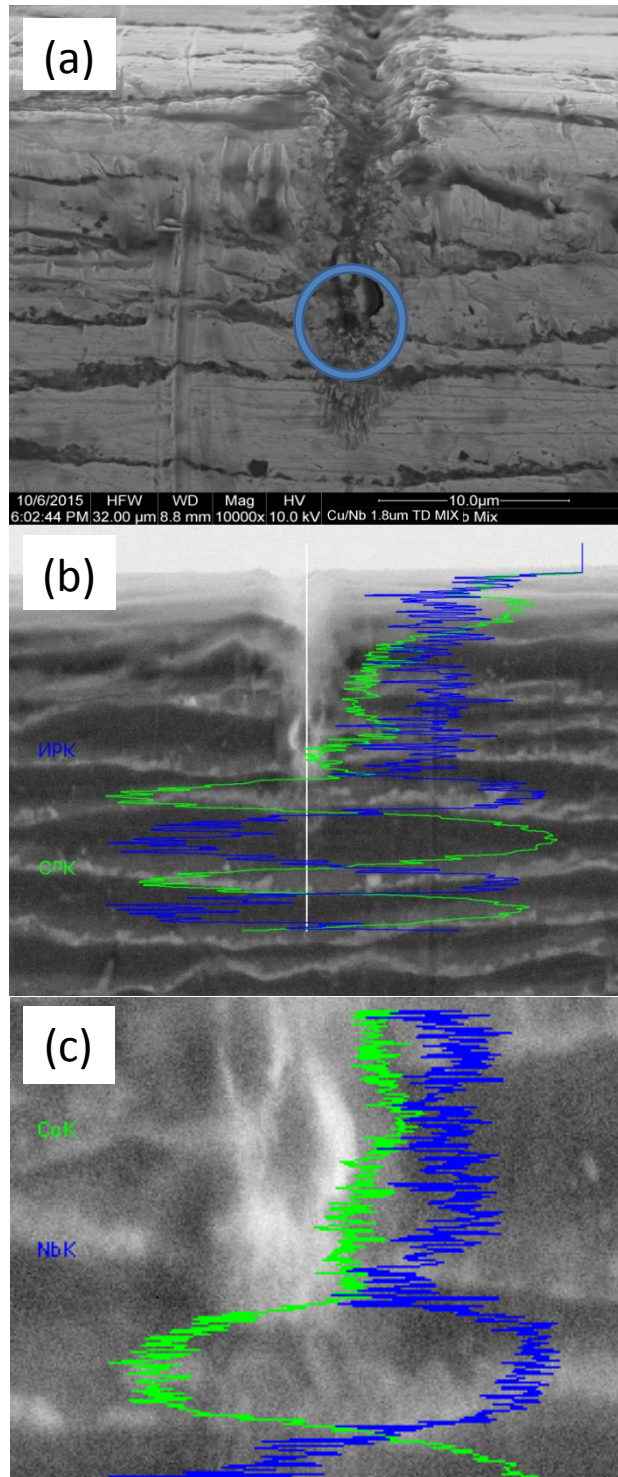 (a)
10/6/2015 HFW WD Mag HV 10.0µm
6:02:44 PM 32.00 µm 8.8 mm 10000x 10.0 kV Cu/Nb 1.8um TD MIX b Mix
(b)
NbK
CuK
(c)
CuK
NbK